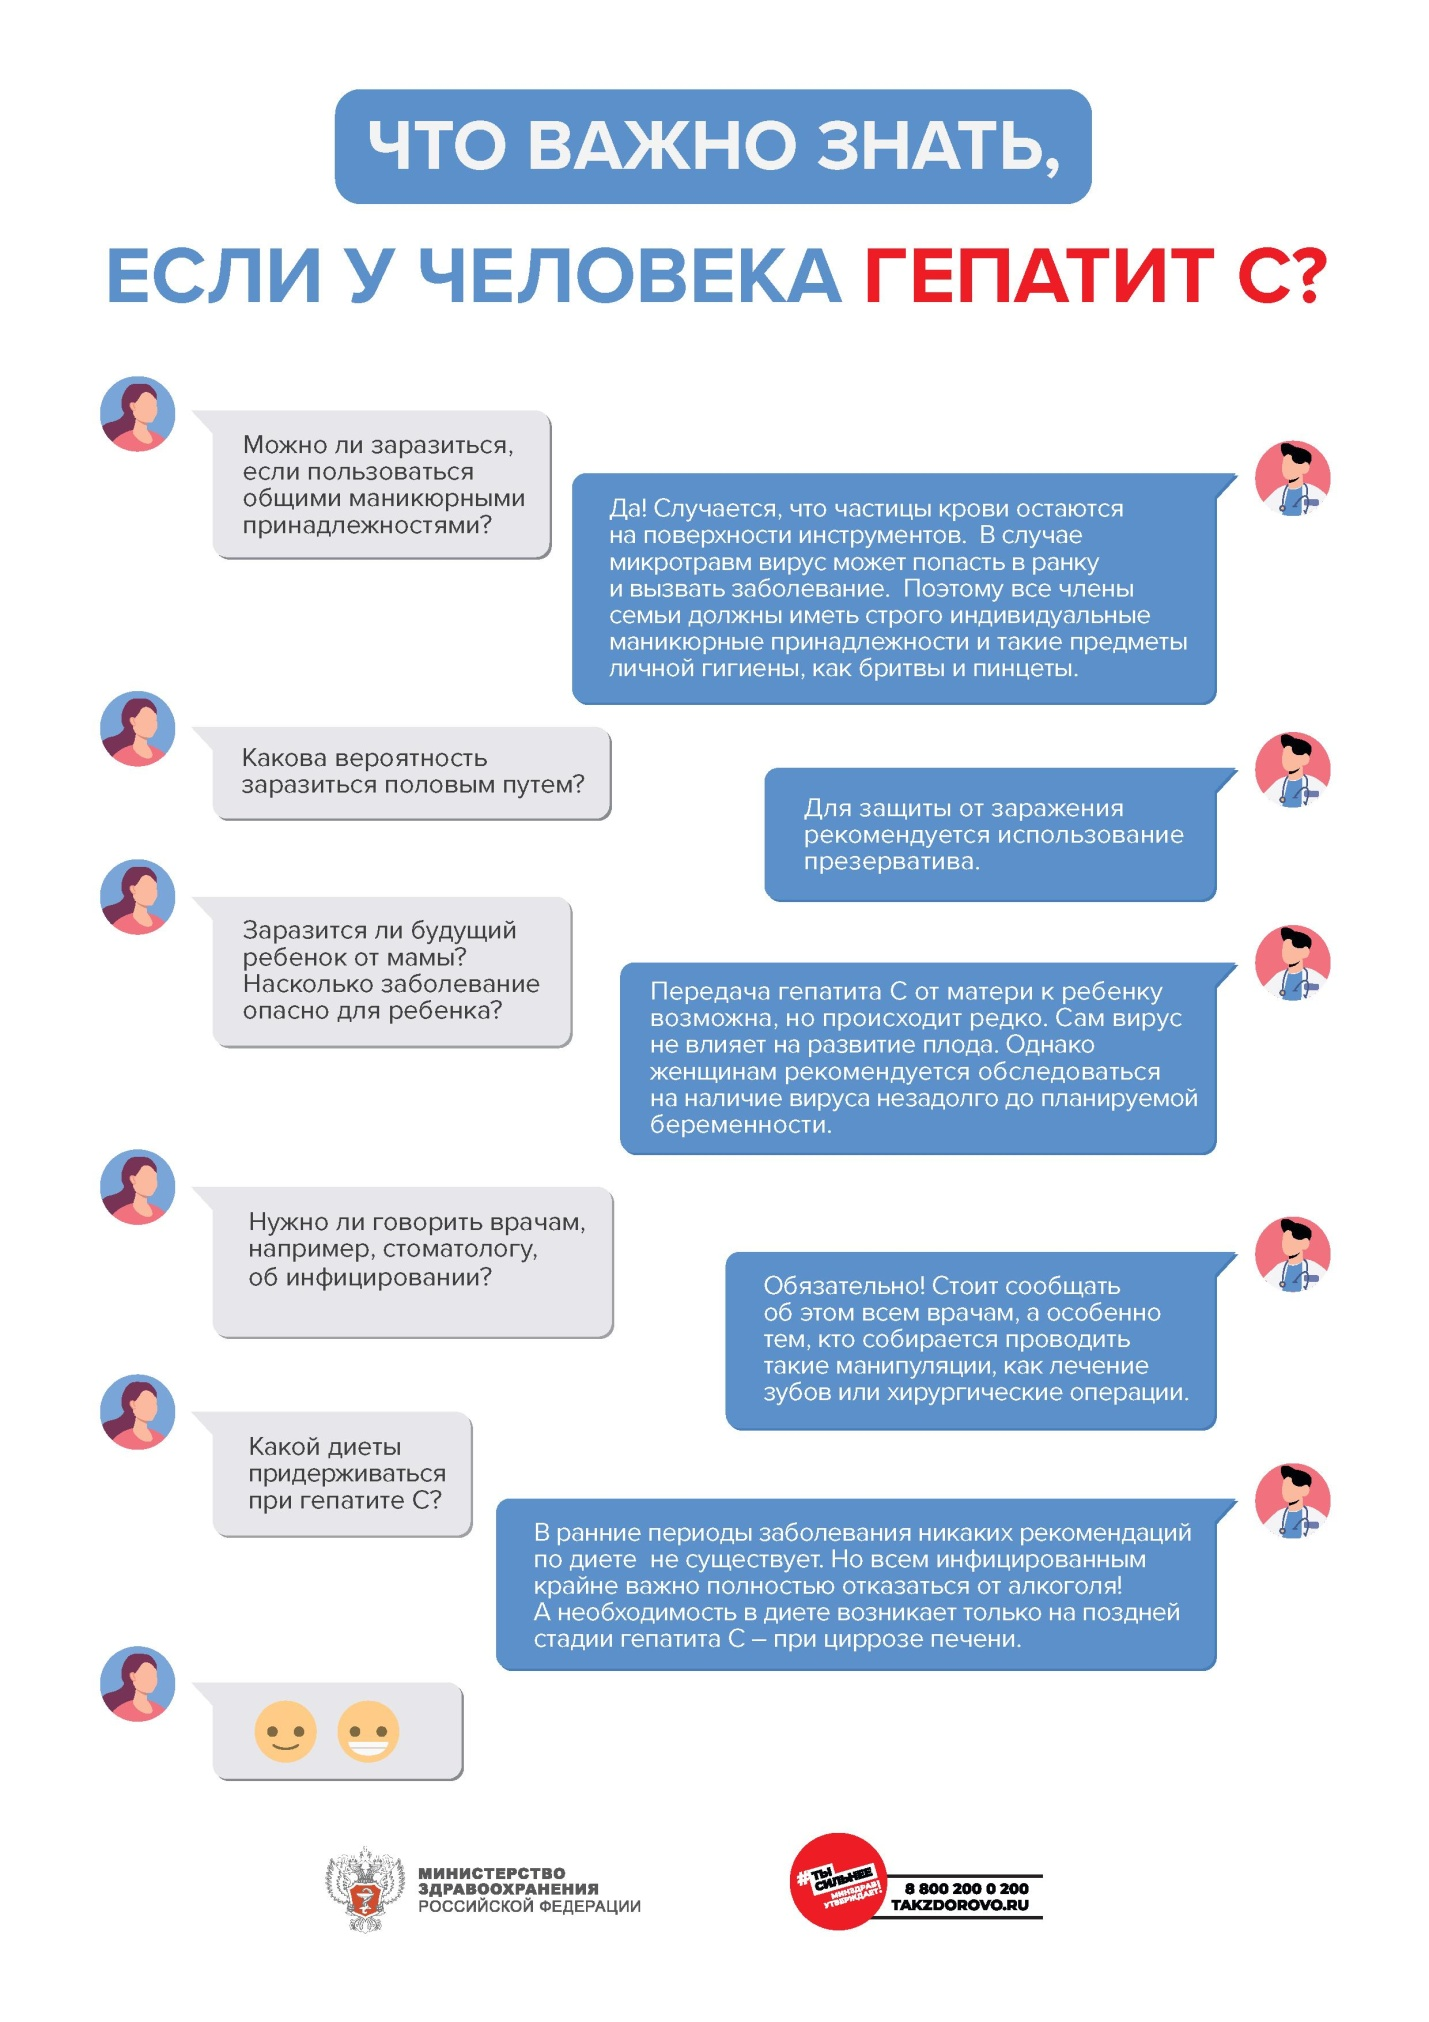 ЧТО ВАЖНО ЗНАТЬ,
ЕСЛИ У ЧЕЛОВЕКА ГЕПАТИТ С?
Можно ли заразиться,
если пользоваться
общими маникюрными
принадлежностями?
Да! Случается, что частицы крови остаются
на поверхности инструментов. В случае
микротравм вирус может попасть в ранку
и вызвать заболевание. Поэтому все члены
семьи должны иметь строго индивидуальные
маникюрные принадлежности и такие предметы
личной гигиены, как бритвы и пинцеты.
Какова вероятность
заразиться половым путем?
Для защиты от заражения
рекомендуется использование
презерватива.
Заразится ли будущий
ребенок от мамы?
Насколько заболевание
опасно для ребенка?
Передача гепатита С от матери к ребенку
возможна, но происходит редко. Сам вирус
не влияет на развитие плода. Однако
женщинам рекомендуется обследоваться
на наличие вируса незадолго до планируемой
беременности.
Нужно ли говорить врачам,
например, стоматологу,
об инфицировании?
Обязательно! Стоит сообщать
об этом всем врачам, а особенно
тем, кто собирается проводить
такие манипуляции, как лечение
зубов или хирургические операции.
Какой диеты
придерживаться
при гепатите С?
В ранние периоды заболевания никаких рекомендаций
по диете не существует. Но всем инфицированным
крайне важно полностью отказаться от алкоголя!
А необходимость в диете возникает только на поздней
стадии гепатита С – при циррозе печени.
МИНИСТЕРСТВО
ЗДРАВООХРАНЕНИЯ
РОССИЙСКОЙ ФЕДЕРАЦИИ
#ТЫ
СИЛЬНЕЕ
МИНЗДРАВ
УТВЕРЖДАЕТ!
8 800 200 0 200
TAKZDOROVO.RU